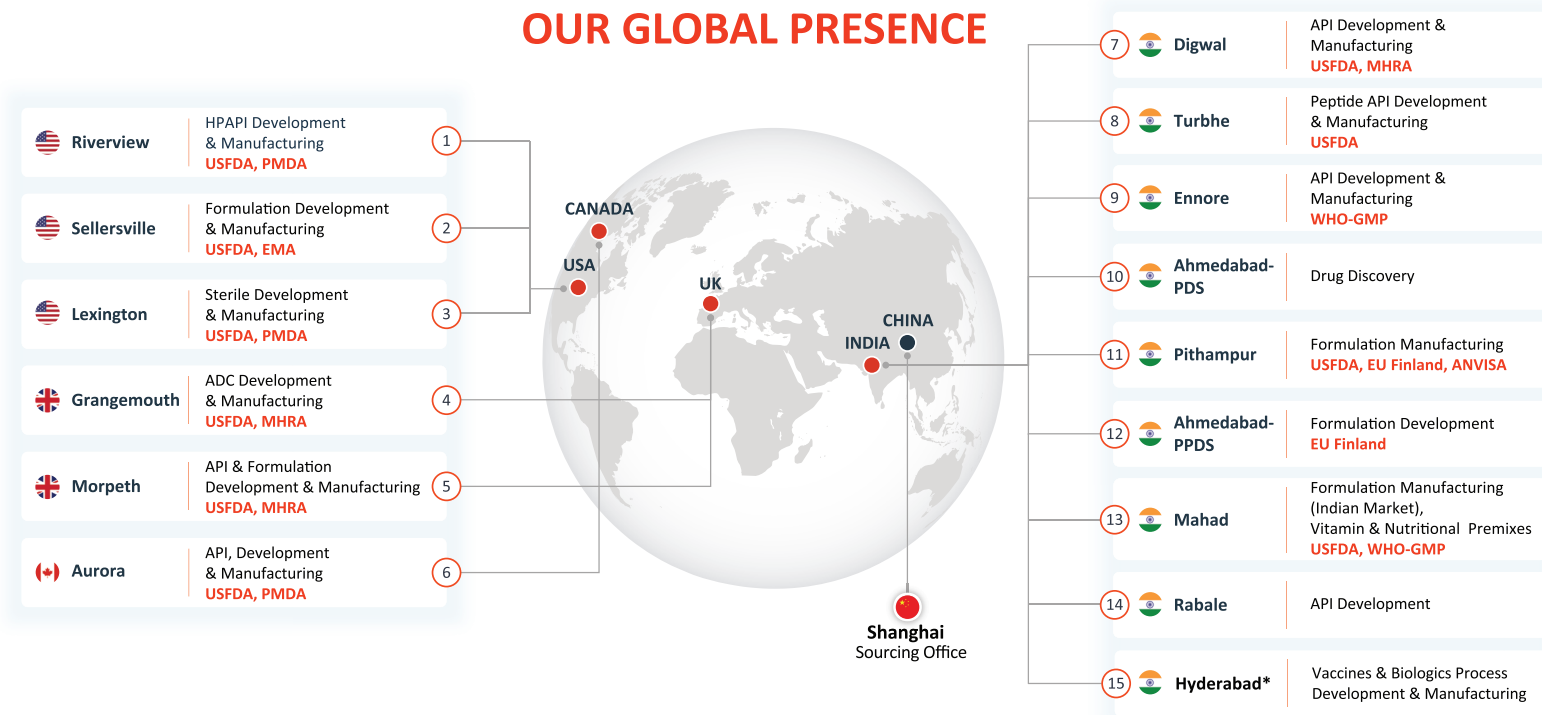 OUR GLOBAL PRESENCE
Riverview
HPAPI Development
& Manufacturing
USFDA, PMDA
1
Sellersville
Formulation Development
& Manufacturing
USFDA, EMA
2
Lexington
Sterile Development
& Manufacturing
USFDA, PMDA
3
Grangemouth
ADC Development
& Manufacturing
USFDA, MHRA
4
Morpeth
API & Formulation
Development & Manufacturing
USFDA, MHRA
5
Aurora
API, Development
& Manufacturing
USFDA, PMDA
6
CANADA
USA
UK
CHINA
INDIA
Shanghai
Sourcing Office
7
Digwal
API Development &
Manufacturing
USFDA, MHRA
8
Turbhe
Peptide API Development
& Manufacturing
USFDA
9
Ennore
API Development &
Manufacturing
WHO-GMP
10
Ahmedabad-
PDS
Drug Discovery
11
Pithampur
Formulation Manufacturing
USFDA, EU Finland, ANVISA
12
Ahmedabad-
PPDS
Formulation Development
EU Finland
13
Mahad
Formulation Manufacturing
(Indian Market),
Vitamin & Nutritional Premixes
USFDA, WHO-GMP
14
Rabale
API Development
15
Hyderabad*
Vaccines & Biologics Process
Development & Manufacturing